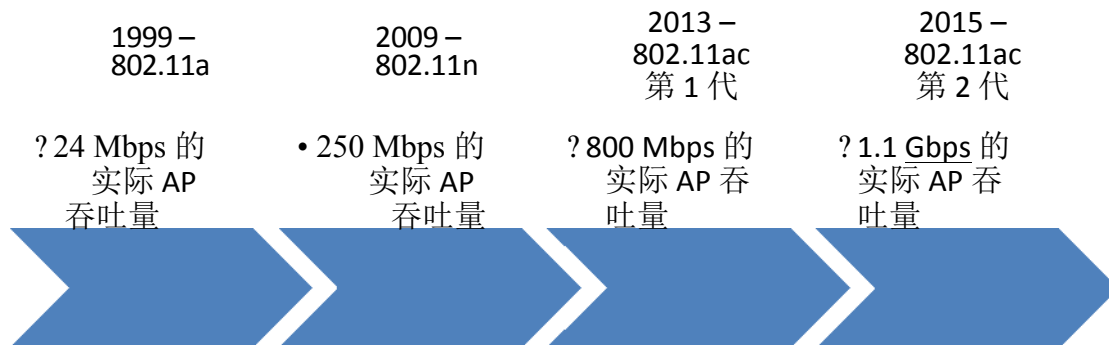 1999 –
802.11a
2009 –
802.11n
2013 –
802.11ac
第 1 代
2015 –
802.11ac
第 2 代
? 24 Mbps 的
实际 AP
吞吐量
• 250 Mbps 的
实际 AP
吞吐量
? 800 Mbps 的
实际 AP 吞
吐量
? 1.1 Gbps 的
实际 AP 吞
吐量